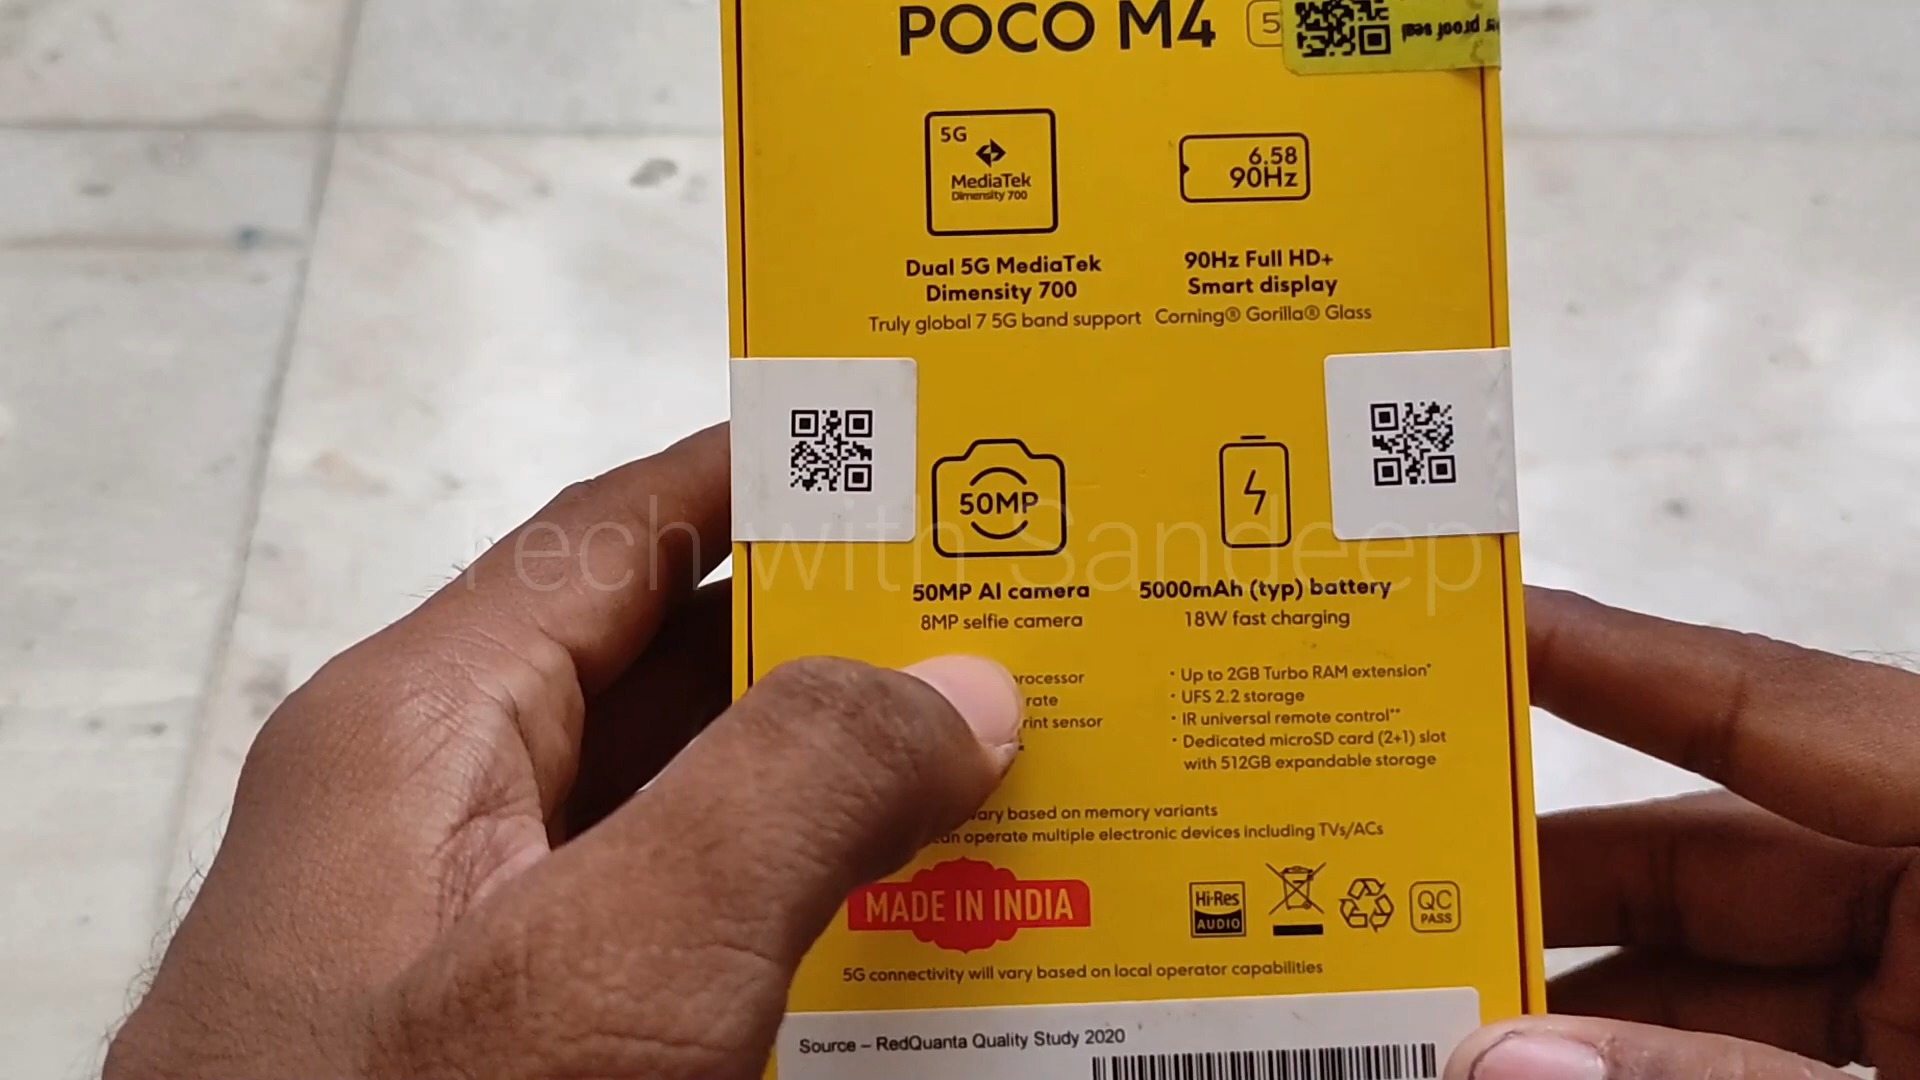 POCO M4 5
proof seal
5G
MediaTek
Dimensity 700
6.58
90Hz
Dual 5G MediaTek
Dimensity 700
Truly global 7 5G band support
90Hz Full HD+
Smart display
Corning® Gorilla® Glass
50MP
Tech with Sandeep
50MP AI camera
8MP selfie camera
5000mAh (typ) battery
18W fast charging
rate
sensor
· Up to 2GB Turbo RAM extension*
· UFS 2.2 storage
· IR universal remote control**
· Dedicated microSD card (2+1) slot
with 512GB expandable storage
vary based on memory variants
can operate multiple electronic devices including TVs/ACs
MADE IN INDIA
Hi-Res
AUDIO
QC
PASS
5G connectivity will vary based on local operator capabilities
Source – RedQuanta Quality Study 2020